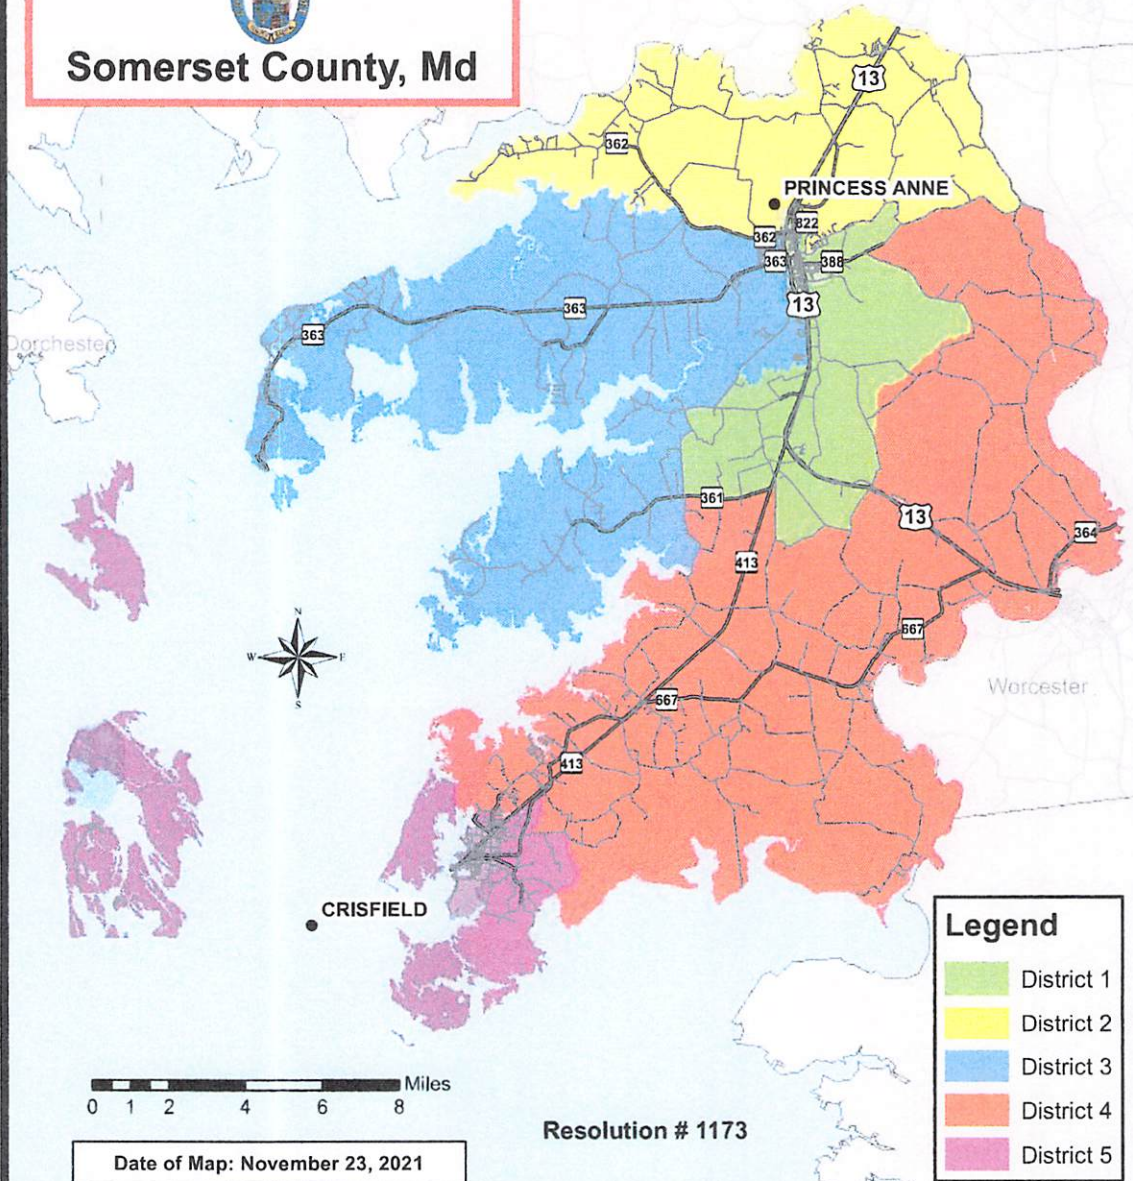 Somerset County, Md
13
362
PRINCESS ANNE
822
362
363
388
13
363
363
Dorchester
361
13
364
413
N
W E
S
667
Worcester
667
413
CRISFIELD
Legend
District 1
District 2
District 3
District 4
District 5
Miles
0 1 2 4 6 8
Resolution # 1173
Date of Map: November 23, 2021